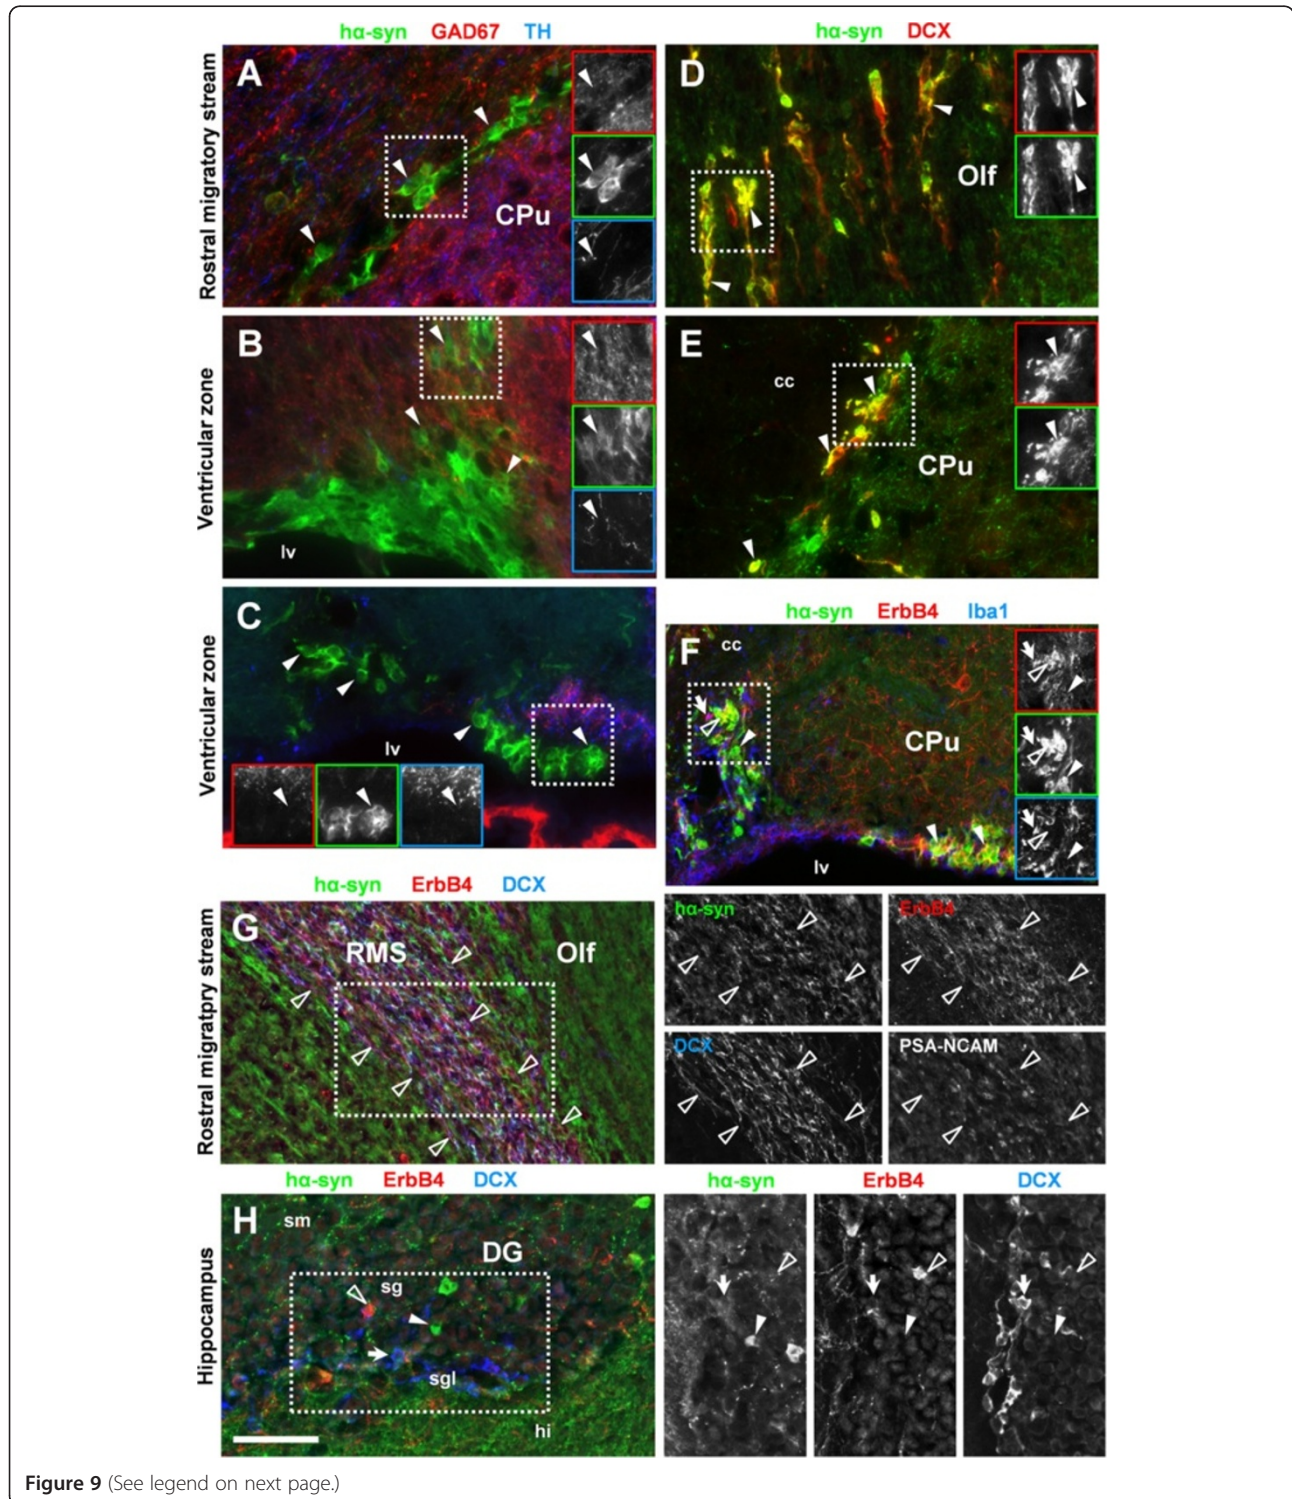 hα-syn GAD67 TH
hα-syn DCX
Rostral migratory stream
A
CPu
D
Olf
Ventricular zone
B
lv
E
cc
CPu
Ventricular zone
C
lv
hα-syn ErbB4 Iba1
F
cc
CPu
lv
hα-syn ErbB4 DCX
Rostral migratpry stream
G
RMS
Olf
hα-syn
ErbB4
DCX
PSA-NCAM
hα-syn ErbB4 DCX
hα-syn
ErbB4
DCX
Hippocampus
H
sm
DG
sg
sgl
hi
Figure 9 (See legend on next page.)